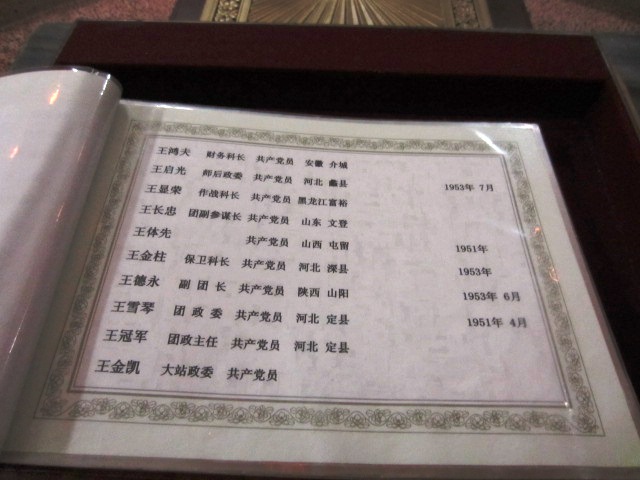 王鸿夫 财务科长 共产党员 安徽 介城
王启光 师后政委 共产党员 河北 蠡县 1953年 7月
王显荣 作战科长 共产党员 黑龙江富裕
王长忠 团副参谋长 共产党员 山东 文登
王体先 共产党员 山西 屯留 1951年
王金柱 保卫科长 共产党员 河北 深县 1953年
王德永 副 团 长 共产党员 陕西 山阳 1953年 6月
王雪琴 团 政 委 共产党员 河北 定县 1951年 4月
王冠军 团政主任 共产党员 河北 定县
王金凯 大站政委 共产党员